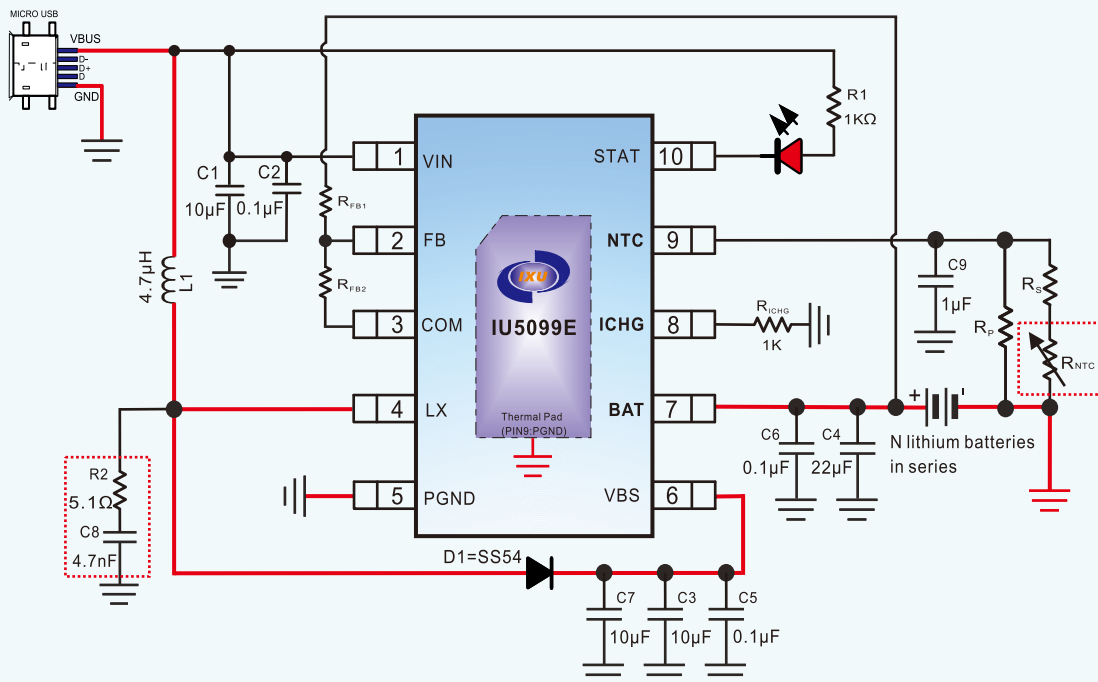 MICRO USB
VBUS
D-
D+
D
GND
J1
R1
1KΩ
1
VIN
STAT
10
C1
10μF
C2
0.1μF
RFB1
2
FB
NTC
9
IXU
IU5099E
RFB2
3
COM
ICHG
8
RICHG
1K
C9
1μF
RS
RP
RNTC
4.7μH
L1
4
LX
BAT
7
Thermal Pad
(PIN9:PGND)
+
-
N lithium batteries
in series
C6
0.1μF
C4
22μF
R2
5.1Ω
C8
4.7nF
5
PGND
VBS
6
D1=SS54
C7
10μF
C3
10μF
C5
0.1μF